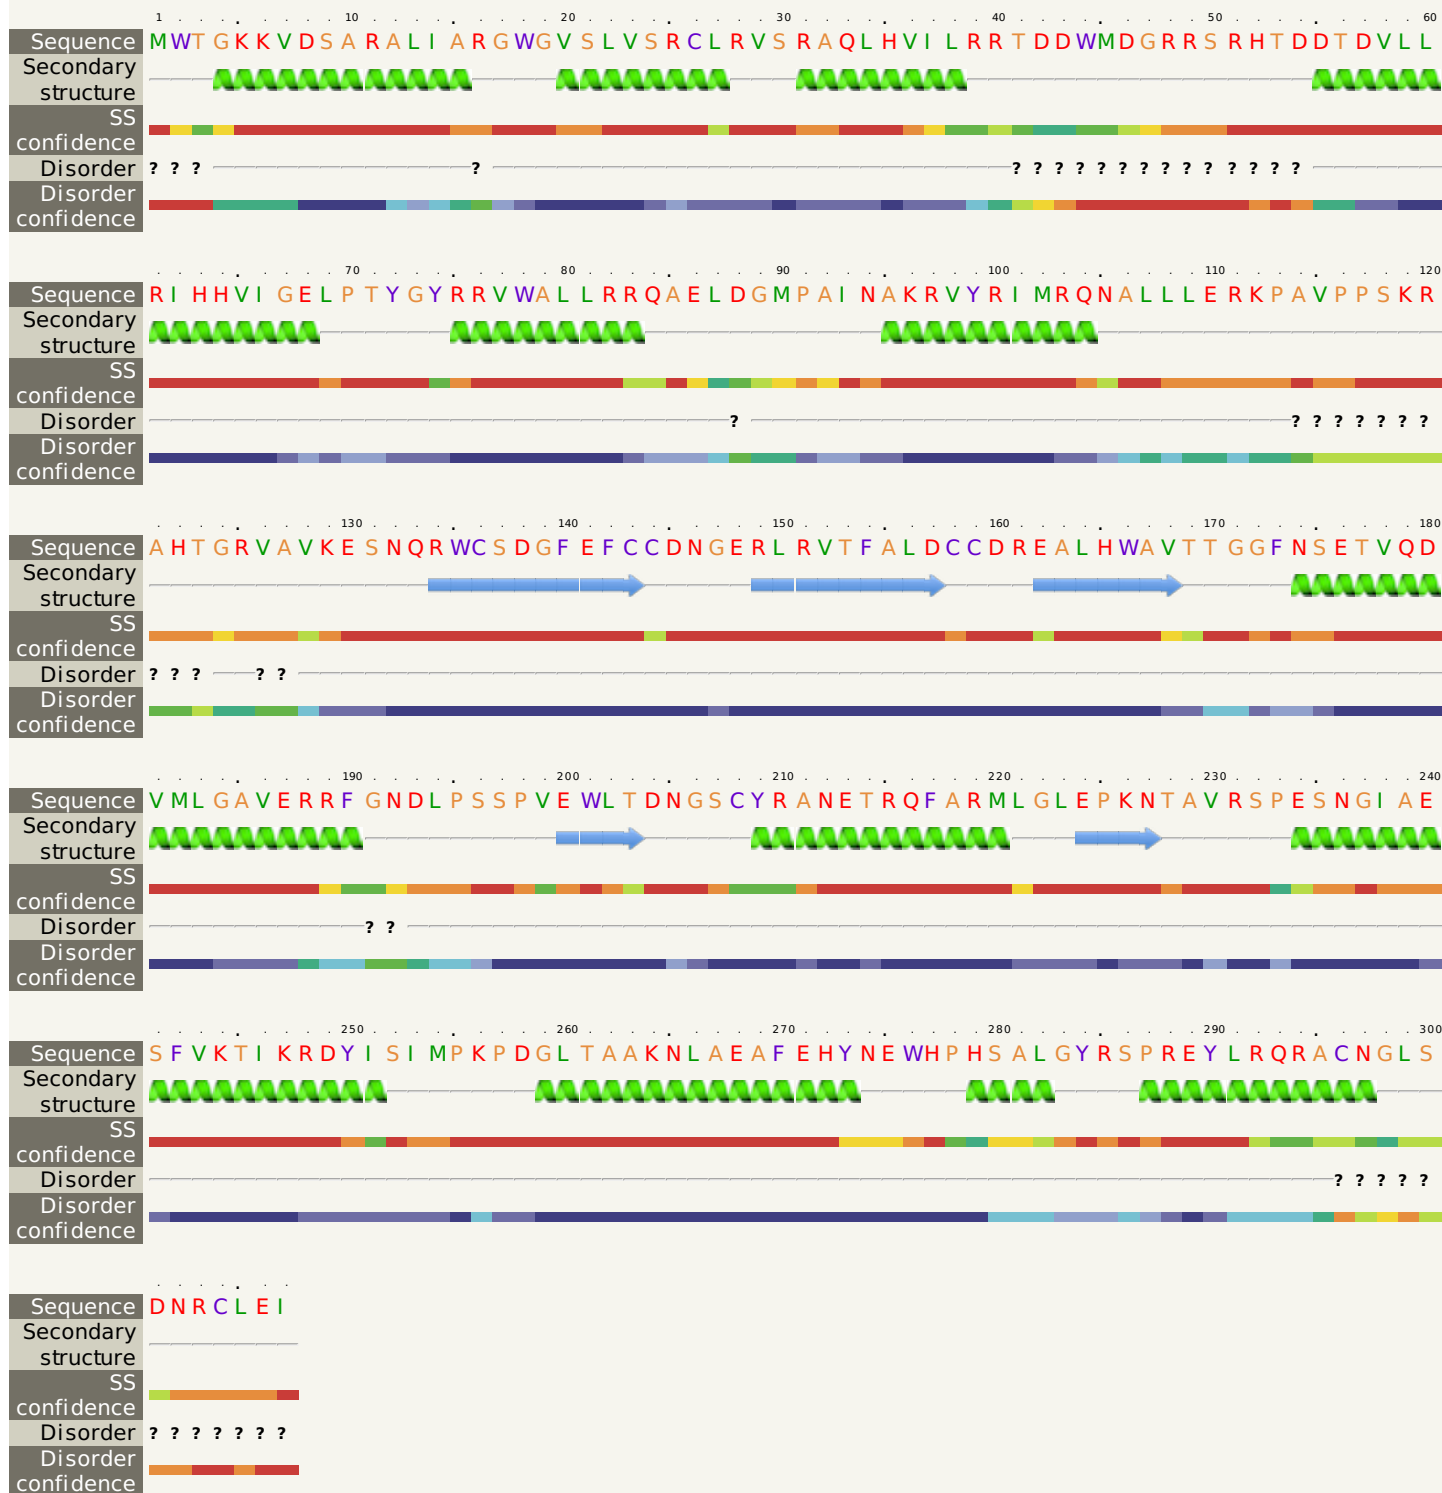 1 10 20 30 40 50 60
Sequence MWTGKKVDSARALIARGWGVSLVSRCLRVSRAQLHVILRRTDDWMDGRRSRHTDDTDVLL
Secondary
structure
SS
confidence
Disorder ? ? ? ? ? ? ? ? ? ? ? ? ? ? ? ? ? ?
Disorder
confidence
70 80 90 100 110 120
Sequence RIHHVIGELPTYGYRRVWALLRRQAELDGMPAINAKRVYRIMRQNALLLERKPAVPPSKR
Secondary
structure
SS
confidence
Disorder ? ? ? ? ? ? ? ?
Disorder
confidence
130 140 150 160 170 180
Sequence AHTGRVAVKESNQRWCSDGFEFCCDNGERLRVTFALDCCDREALHWAVTTGGFNSETVQD
Secondary
structure
SS
confidence
Disorder ? ? ? ? ?
Disorder
confidence
190 200 210 220 230 240
Sequence VMLGAVERRFGNDLPSSPVEWLTDNGSCYRANETRQFARMLGLEPKNTAVRSPESNGIAE
Secondary
structure
SS
confidence
Disorder ? ?
Disorder
confidence
250 260 270 280 290 300
Sequence SFVKTIKRDYISIMPKPDGLTAAKNLAEAFEHYNEWHPHSALGYRSPREYLRQRACNGLS
Secondary
structure
SS
confidence
Disorder ? ? ? ? ?
Disorder
confidence
Sequence DNRCLEI
Secondary
structure
SS
confidence
Disorder ? ? ? ? ? ? ?
Disorder
confidence